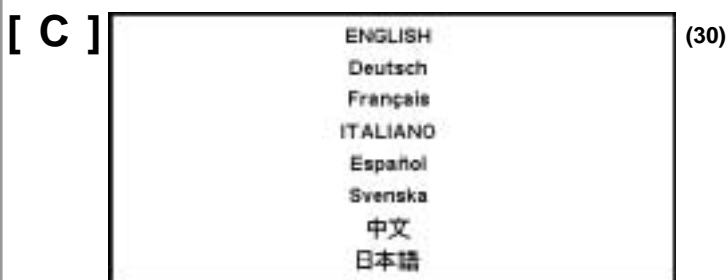 [ C ]
ENGLISH
(30)
Deutsch
Français
ITALIANO
Español
Svenska
中文
日本語